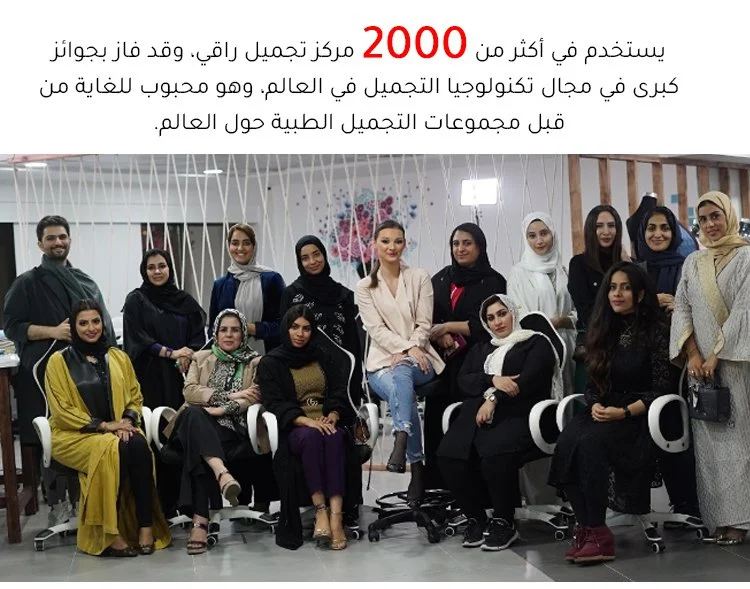 يستخدم في أكثر من 2000 مركز تجميل راقي، وقد فاز بجوائز
كبرى في مجال تكنولوجيا التجميل في العالم، وهو محبوب للغاية من
قبل مجموعات التجميل الطبية حول العالم.